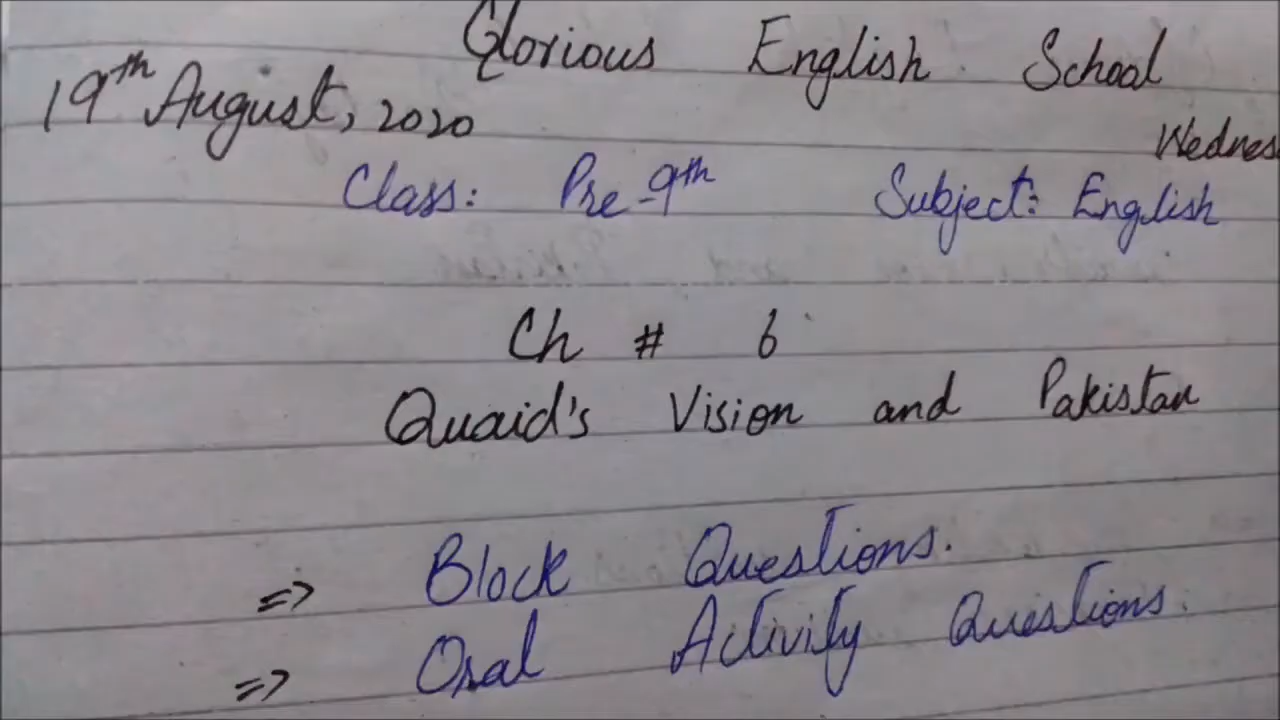 Glorious English School
19th August, 2020
Wednes
Class: Pre-9th Subject: English
Ch # 6
Quaid's Vision and Pakistan
=> Block Questions.
=> Oral Activity Questions.